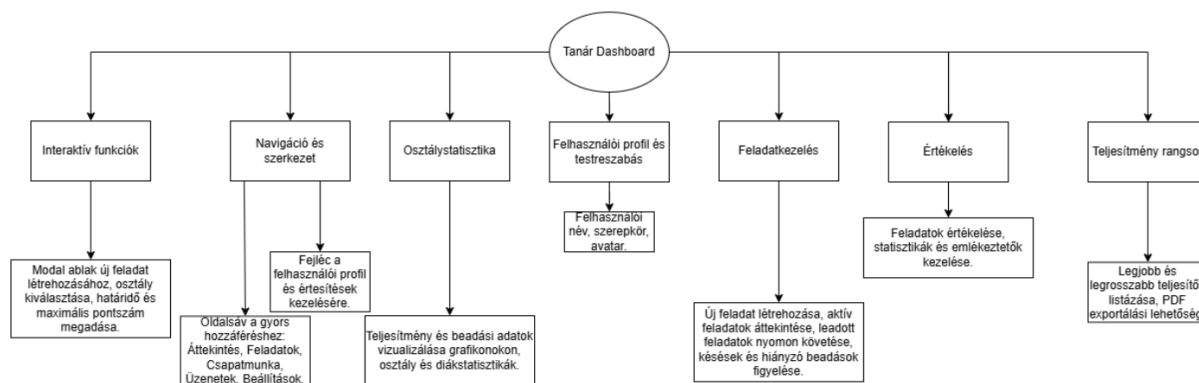 Tanár Dashboard
Interaktív funkciók
Navigáció és
szerkezet
Osztálystatisztika
Felhasználói profil és
testreszabás
Feladatkezelés
Értékelés
Teljesítmény rangsor
Modal ablak új feladat
létrehozásához, osztály
kiválasztása, határidő és
maximális pontszám
megadása.
Oldalsáv a gyors
hozzáféréshez:
Áttekintés, Feladatok,
Csapatmunka,
Üzenetek, Beállítások.
Fejléc a
felhasználói profil
és értesítések
kezelésére.
Teljesítmény és beadási adatok
vizualizálása grafikonokon,
osztály és diákstatisztikák.
Felhasználói
név, szerepkör,
avatar.
Új feladat létrehozása, aktív
feladatok áttekintése, leadott
feladatok nyomon követése,
késések és hiányzó beadások
figyelése.
Feladatok értékelése,
statisztikák és emlékeztetők
kezelése.
Legjobb és
legrosszabb teljesítők
listázása, PDF
exportálási lehetőség